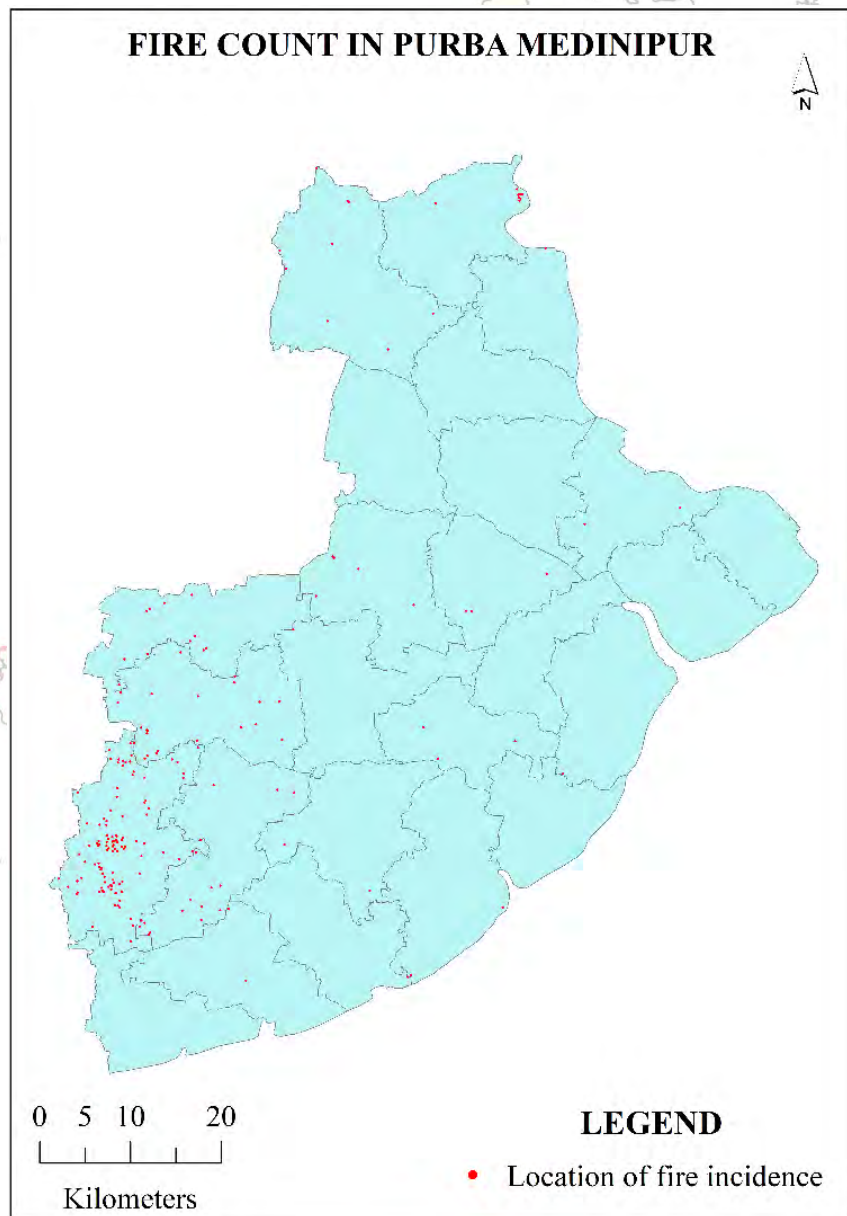 FIRE COUNT IN PURBA MEDINIPUR
N
0 5 10 20
Kilometers
LEGEND
Location of fire incidence